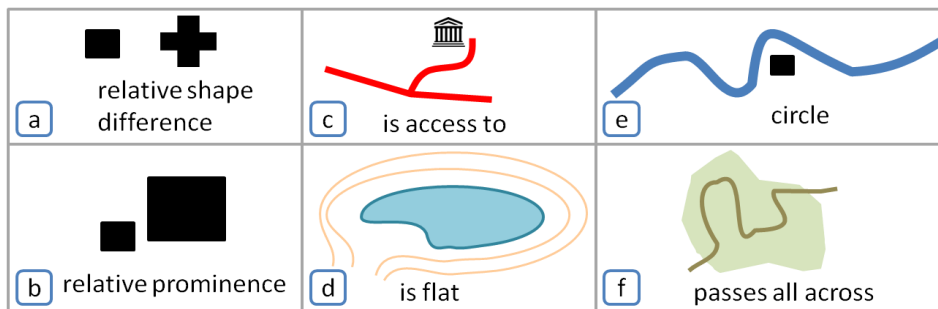 relative shape
difference
a
c
is access to
e
circle
b
relative prominence
d
is flat
f
passes all across